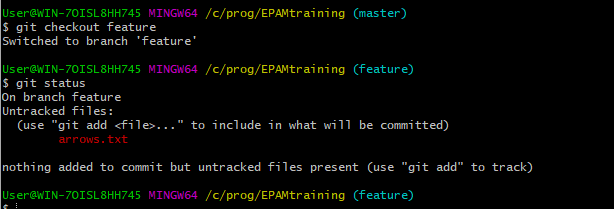 User@WIN-7OISL8HH745 MINGW64 /c/prog/EPAMtraining (master)
$ git checkout feature
Switched to branch 'feature'
User@WIN-7OISL8HH745 MINGW64 /c/prog/EPAMtraining (feature)
$ git status
On branch feature
Untracked files:
  (use "git add <file>..." to include in what will be committed)
        arrows.txt
nothing added to commit but untracked files present (use "git add" to track)
User@WIN-7OISL8HH745 MINGW64 /c/prog/EPAMtraining (feature)
$